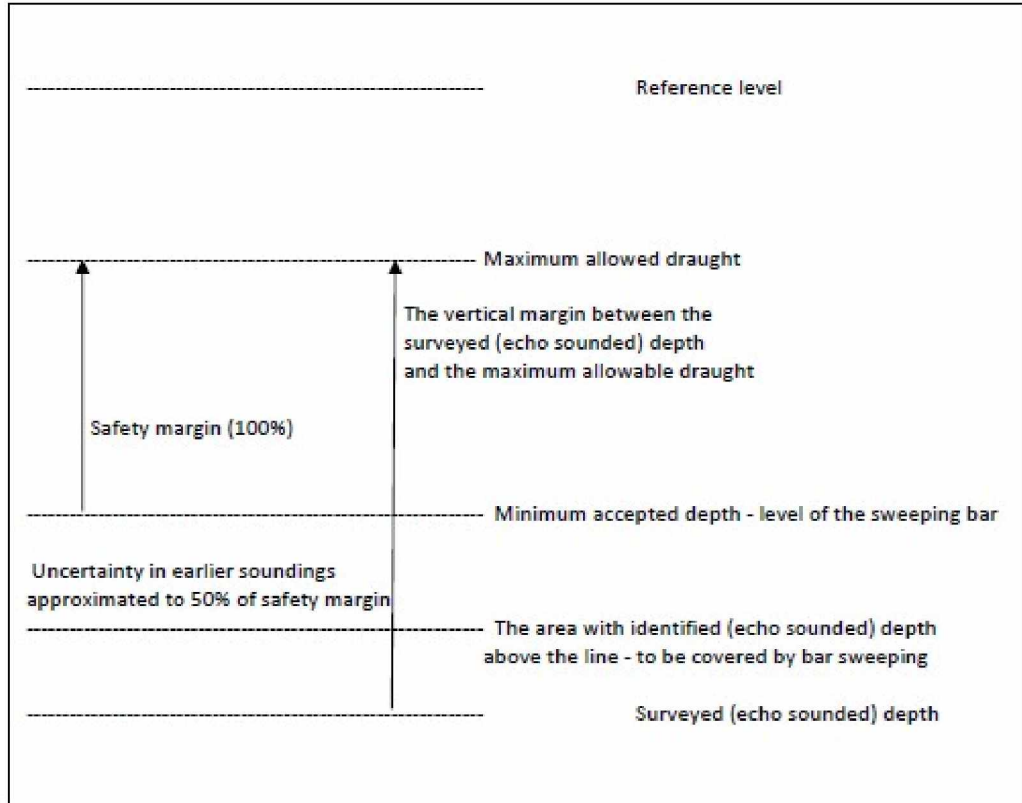 Reference level
Maximum allowed draught
The vertical margin between the
surveyed (echo sounded) depth
and the maximum allowable draught
Safety margin (100%)
Minimum accepted depth - level of the sweeping bar
Uncertainty in earlier soundings
approximated to 50% of safety margin
The area with identified (echo sounded) depth
above the line - to be covered by bar sweeping
Surveyed (echo sounded) depth